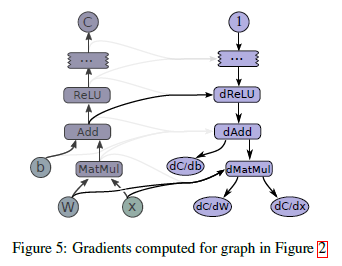 C 1
... ...
ReLU dReLU
Add dAdd
b MatMul dC/db dMatMul
W x dC/dW dC/dx
Figure 5: Gradients computed for graph in Figure 2